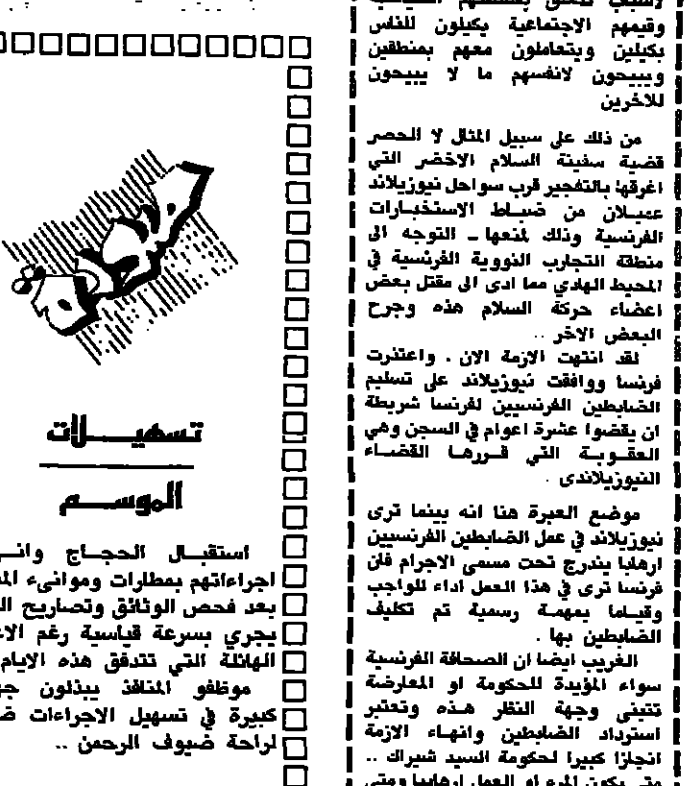 وقيمهم الاجتماعية يكيلون للناس
بكيلين ويتعاملون معهم بمنطقين
ويبيحون لانفسهم ما لا يبيحون
للاخرين
من ذلك على سبيل المثال لا الحصر
قضية سفينة السلام الاخضر التي
اغرقها بالتفجير قرب سواحل نيوزيلاند
عميلان من ضباط الاستخبارات
الفرنسية وذلك لمنعها ـ التوجه الى
منطقة التجارب النووية الفرنسية في
المحيط الهادي مما ادى الى مقتل بعض
اعضاء حركة السلام هذه وجرح
البعض الاخر ..
لقد انتهت الازمة الان . واعتذرت
فرنسا ووافقت نيوزيلاند على تسليم
الضابطين الفرنسيين لفرنسا شريطة
ان يقضوا عشرة اعوام في السجن وهي
العقوبة التي قررها القضاء
النيوزيلاندى .
موضع العبرة هنا انه بينما ترى
نيوزيلاند في عمل الضابطين الفرنسيين
ارهابا يندرج تحت مسمى الاجرام فان
فرنسا ترى في هذا العمل اداء للواجب
وقياما بمهمة رسمية تم تكليف
الضابطين بها .
الغريب ايضا ان الصحافة الفرنسية
سواء المؤيدة للحكومة او المعارضة
تتبنى وجهة النظر هذه وتعتبر
استرداد الضابطين وانهاء الازمة
انجازا كبيرا لحكومة السيد شيراك ..
متى يكون المرء او العمل ارهابيا ومتى
تسهيلات
الموسم
استقبال الحجاج
اجراءاتهم بمطارات وموانىء
بعد فحص الوثائق وتصاريح
يجري بسرعة قياسية رغم
الهائلة التي تتدفق هذه الايام
موظفو المنافذ يبذلون
كبيرة في تسهيل الاجراءات
لراحة ضيوف الرحمن ..